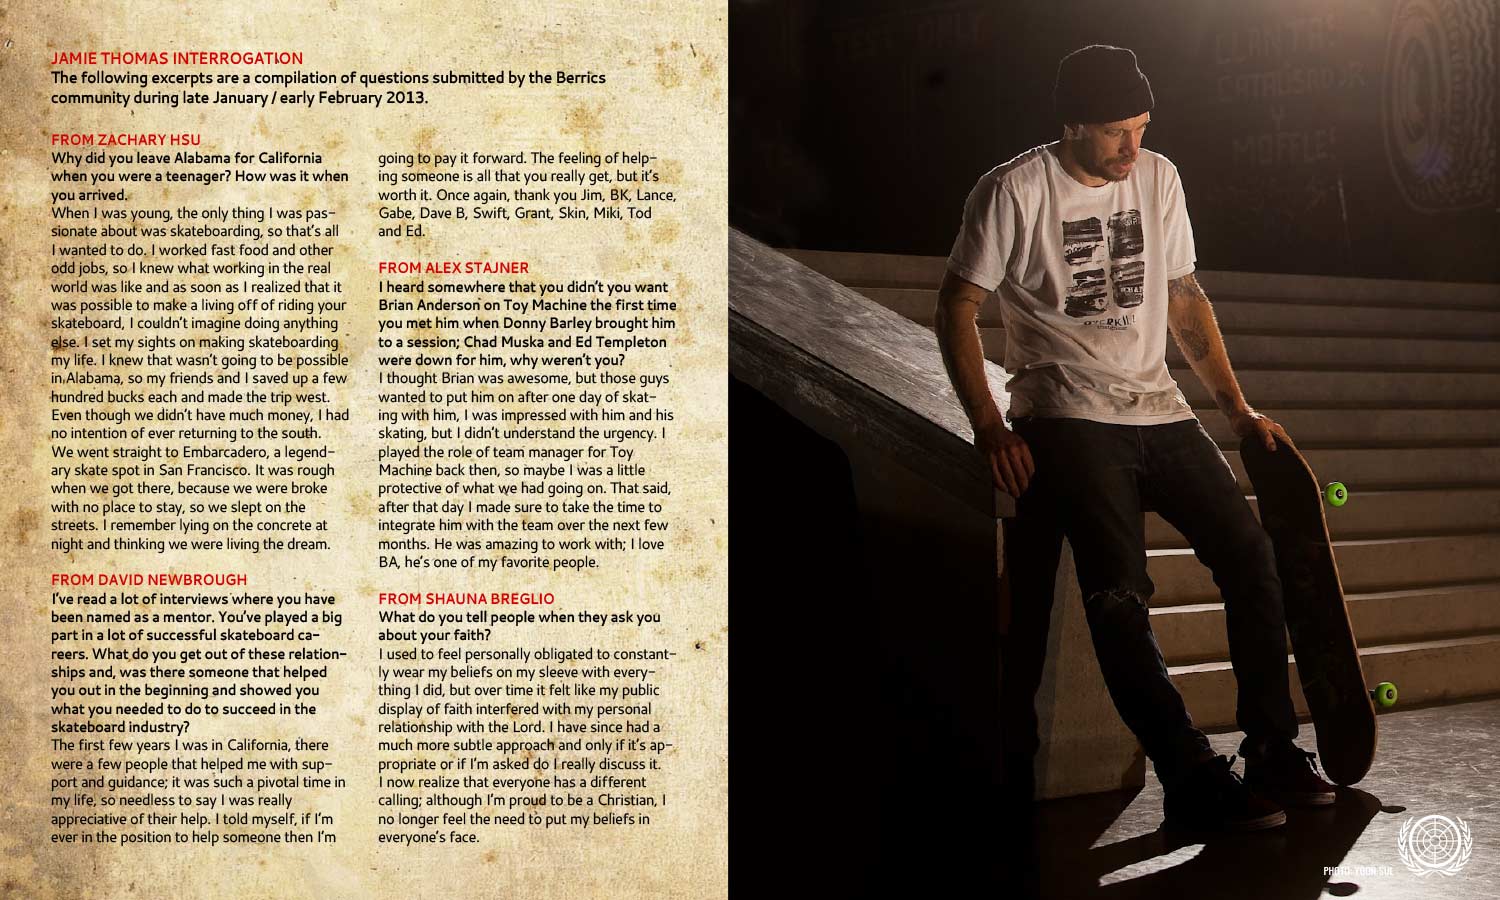 JAMIE THOMAS INTERROGATION
The following excerpts are a compilation of questions submitted by the Berrics
community during late January / early February 2013.
FROM ZACHARY HSU
Why did you leave Alabama for California
when you were a teenager? How was it when
you arrived.
When I was young, the only thing I was pas-
sionate about was skateboarding, so that's all
I wanted to do. I worked fast food and other
odd jobs, so I knew what working in the real
world was like and as soon as I realized that it
was possible to make a living off of riding your
skateboard, I couldn't imagine doing anything
else. I set my sights on making skateboarding
my life. I knew that wasn't going to be possible
in Alabama, so my friends and I saved up a few
hundred bucks each and made the trip west.
Even though we didn't have much money, I had
no intention of ever returning to the south.
We went straight to Embarcadero, a legend-
ary skate spot in San Francisco. It was rough
when we got there, because we were broke
with no place to stay, so we slept on the
streets. I remember lying on the concrete at
night and thinking we were living the dream.
FROM DAVID NEWBROUGH
I've read a lot of interviews where you have
been named as a mentor. You've played a big
part in a lot of successful skateboard ca-
reers. What do you get out of these relation-
ships and, was there someone that helped
you out in the beginning and showed you
what you needed to do to succeed in the
skateboard industry?
The first few years I was in California, there
were a few people that helped me with sup-
port and guidance; it was such a pivotal time in
my life, so needless to say I was really
appreciative of their help. I told myself, if I'm
ever in the position to help someone then I'm
going to pay it forward. The feeling of help-
ing someone is all that you really get, but it's
worth it. Once again, thank you Jim, BK, Lance,
Gabe, Dave B, Swift, Grant, Skin, Miki, Tod
and Ed.
FROM ALEX STAJNER
I heard somewhere that you didn't you want
Brian Anderson on Toy Machine the first time
you met him when Donny Barley brought him
to a session; Chad Muska and Ed Templeton
were down for him, why weren't you?
I thought Brian was awesome, but those guys
wanted to put him on after one day of skat-
ing with him, I was impressed with him and his
skating, but I didn't understand the urgency. I
played the role of team manager for Toy
Machine back then, so maybe I was a little
protective of what we had going on. That said,
after that day I made sure to take the time to
integrate him with the team over the next few
months. He was amazing to work with; I love
BA, he's one of my favorite people.
FROM SHAUNA BREGLIO
What do you tell people when they ask you
about your faith?
I used to feel personally obligated to constant-
ly wear my beliefs on my sleeve with every-
thing I did, but over time it felt like my public
display of faith interfered with my personal
relationship with the Lord. I have since had a
much more subtle approach and only if it's ap-
propriate or if I'm asked do I really discuss it.
I now realize that everyone has a different
calling; although I'm proud to be a Christian, I
no longer feel the need to put my beliefs in
everyone's face.
OVERKILL
PHOTO: YOON SUL